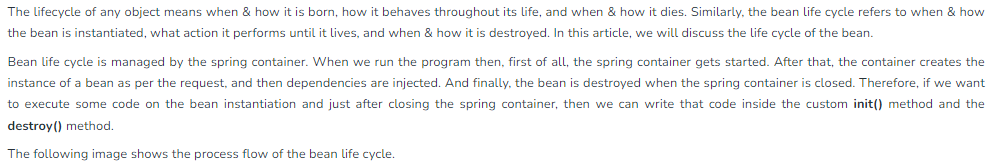 The lifecycle of any object means when & how it is born, how it behaves throughout its life, and when & how it dies. Similarly, the bean life cycle refers to when & how
the bean is instantiated, what action it performs until it lives, and when & how it is destroyed. In this article, we will discuss the life cycle of the bean.
Bean life cycle is managed by the spring container. When we run the program then, first of all, the spring container gets started. After that, the container creates the
instance of a bean as per the request, and then dependencies are injected. And finally, the bean is destroyed when the spring container is closed. Therefore, if we want
to execute some code on the bean instantiation and just after closing the spring container, then we can write that code inside the custom init() method and the
destroy() method.
The following image shows the process flow of the bean life cycle.